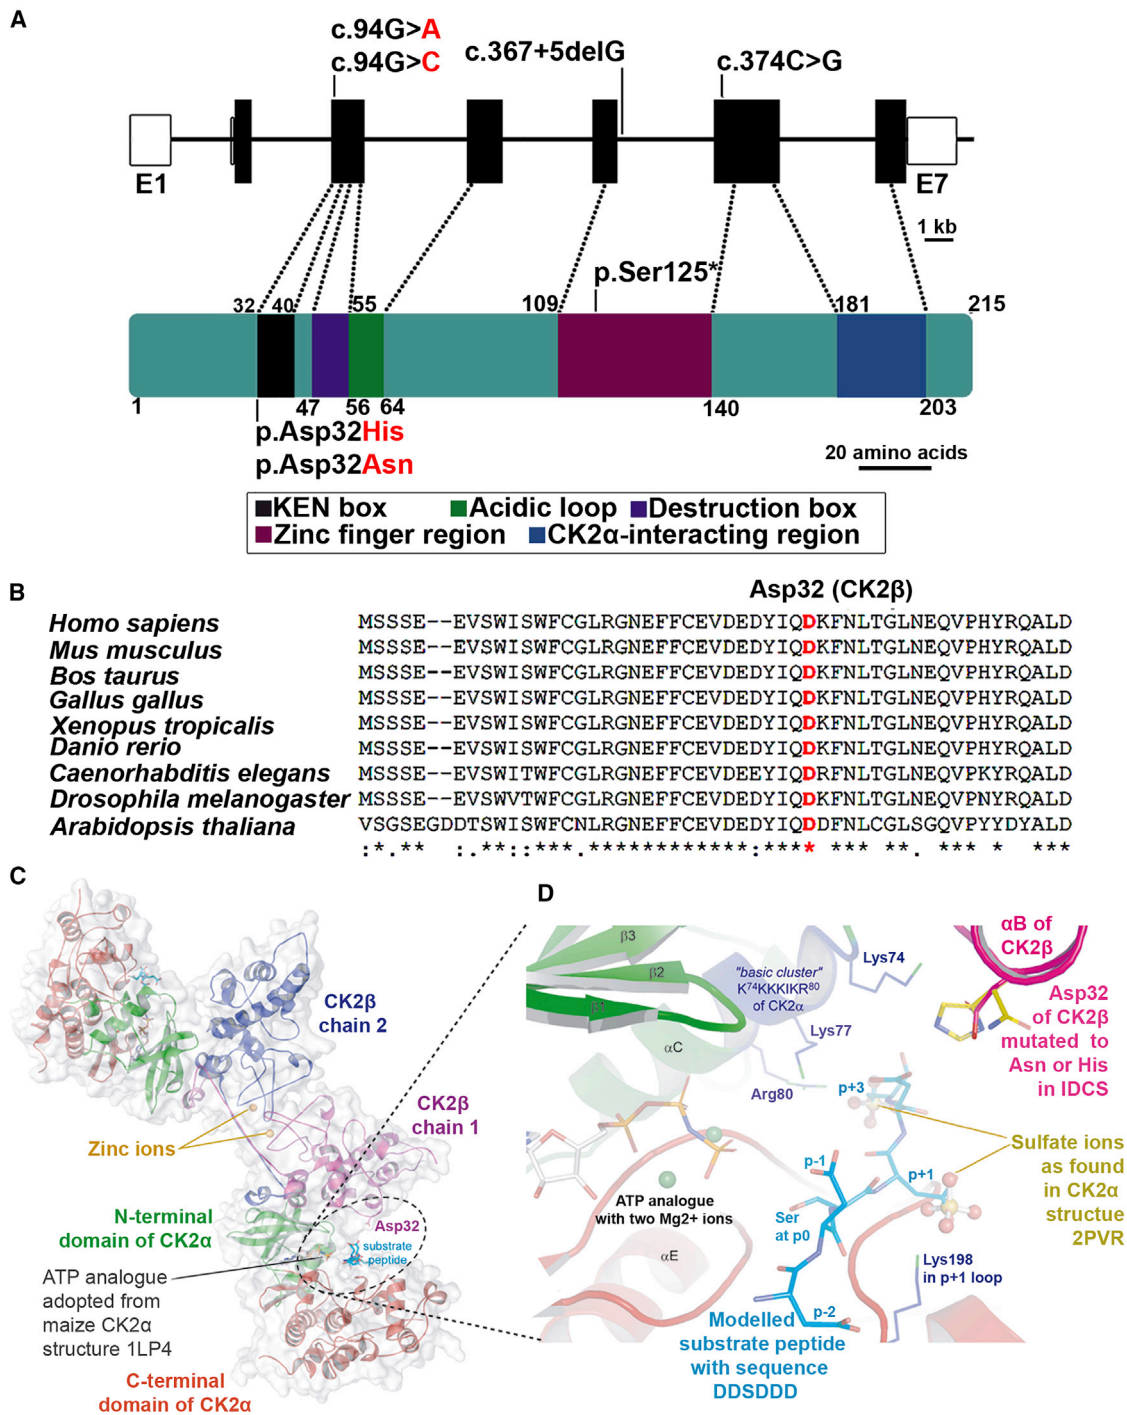 A
c.94G>A
c.94G>C
c.367+5delG
c.374C>G
E1
E7
1 kb
p.Ser125*
32
40
55
109
181
215
1
47
56
64
140
203
p.Asp32His
p.Asp32Asn
20 amino acids
KEN box
Acidic loop
Destruction box
Zinc finger region
CK2α-interacting region
B
Asp32 (CK2β)
Homo sapiens MSSSE--EVSWISWFCGLRGNEFFCEVDEDYIQDKFNLTGLNEQVPHYRQALD
Mus musculus MSSSE--EVSWISWFCGLRGNEFFCEVDEDYIQDKFNLTGLNEQVPHYRQALD
Bos taurus MSSSE--EVSWISWFCGLRGNEFFCEVDEDYIQDKFNLTGLNEQVPHYRQALD
Gallus gallus MSSSE--EVSWISWFCGLRGNEFFCEVDEDYIQDKFNLTGLNEQVPHYRQALD
Xenopus tropicalis MSSSE--EVSWISWFCGLRGNEFFCEVDEDYIQDKFNLTGLNEQVPHYRQALD
Danio rerio MSSSE--EVSWISWFCGLRGNEFFCEVDEDYIQDKFNLTGLNEQVPHYRQALD
Caenorhabditis elegans MSSSE--EVSWITWFCGLRGNEFFCEVDEEYIQDRFNLTGLNEQVPKYRQALD
Drosophila melanogaster MSSSE--EVSWVTWFCGLRGNEFFCEVDEDYIQDKFNLTGLNEQVPNYRQALD
Arabidopsis thaliana VSGSEGDDTSWISWFCNLRGNEFFCEVDEDYIQDDFNLCGLSGQVPYYDYALD
:*.** :.**::***.************:**** *** **. *** * ***
C
CK2β
chain 2
CK2β
chain 1
Zinc ions
N-terminal
domain of CK2α
Asp32
substrate
peptide
ATP analogue
adopted from
maize CK2α
structure 1LP4
C-terminal
domain of CK2α
D
β3
β2
β1
"basic cluster"
K⁷⁴KKKIKR⁸⁰
of CK2α
Lys74
Lys77
αC
Arg80
αB of
CK2β
Asp32
of CK2β
mutated to
Asn or His
in IDCS
p+3
p-1
p+1
Sulfate ions
as found
in CK2α
structue
2PVR
ATP analogue
with two Mg2+ ions
Ser
at p0
αE
Lys198
in p+1 loop
p-2
Modelled
substrate peptide
with sequence
DDSDDD